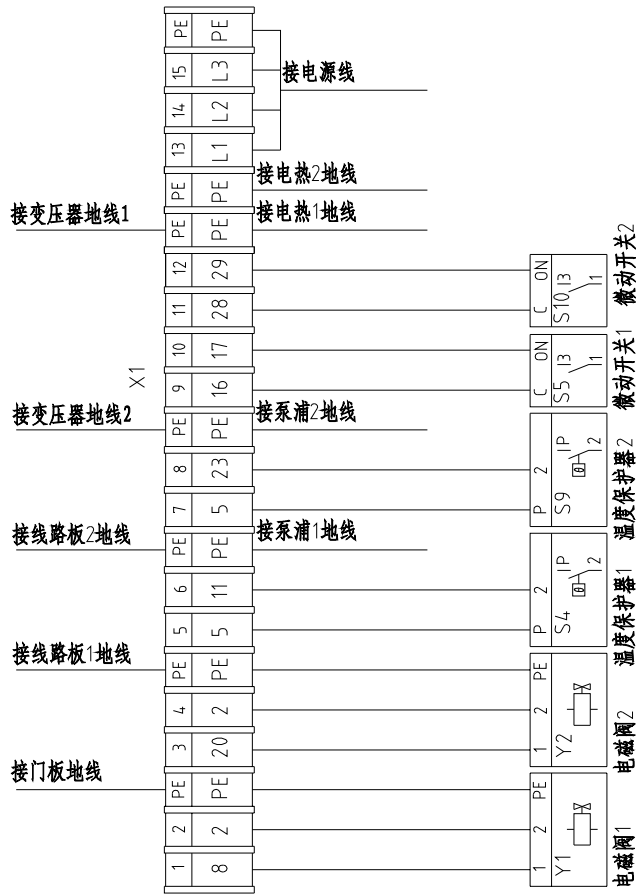 PE PE
15 L3
接电源线
14 L2
13 L1
PE PE
接电热2地线
接变压器地线1
PE PE
接电热1地线
12 29
ON
11 28
C
S10 13 1
微动开关2
X1
10 17
ON
9 16
C
S5 13 1
微动开关1
接变压器地线2
PE PE
接泵浦2地线
8 23
2
7 5
P
S9 1P 2
温度保护器2
接线路板2地线
PE PE
接泵浦1地线
6 11
2
5 5
P
S4 1P 2
温度保护器1
接线路板1地线
PE PE
PE
4 2
2
3 20
1
Y2
电磁阀2
接门板地线
PE PE
PE
2 2
2
1 8
1
Y1
电磁阀1